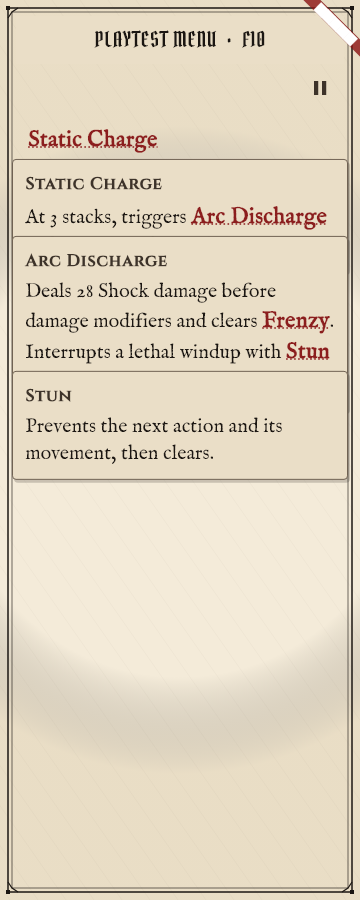 PLAYTEST MENU · F10
Static Charge
STATIC CHARGE
At 3 stacks, triggers Arc Discharge
ARC DISCHARGE
Deals 28 Shock damage before
damage modifiers and clears Frenzy.
Interrupts a lethal windup with Stun
STUN
Prevents the next action and its
movement, then clears.